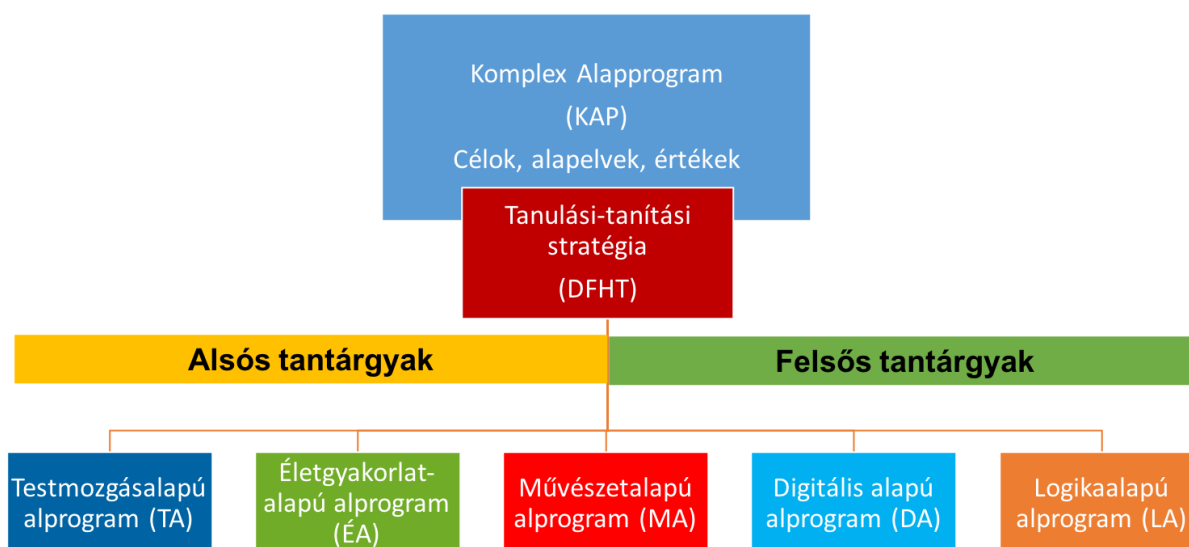 Komplex Alapprogram
(KAP)
Célok, alapelvek, értékek
Tanulási-tanítási
stratégia
(DFHT)
Alsós tantárgyak
Felsős tantárgyak
Testmozgásalapú
alprogram (TA)
Életgyakorlat-
alapú alprogram
(ÉA)
Művészetalapú
alprogram (MA)
Digitális alapú
alprogram (DA)
Logikaalapú
alprogram (LA)